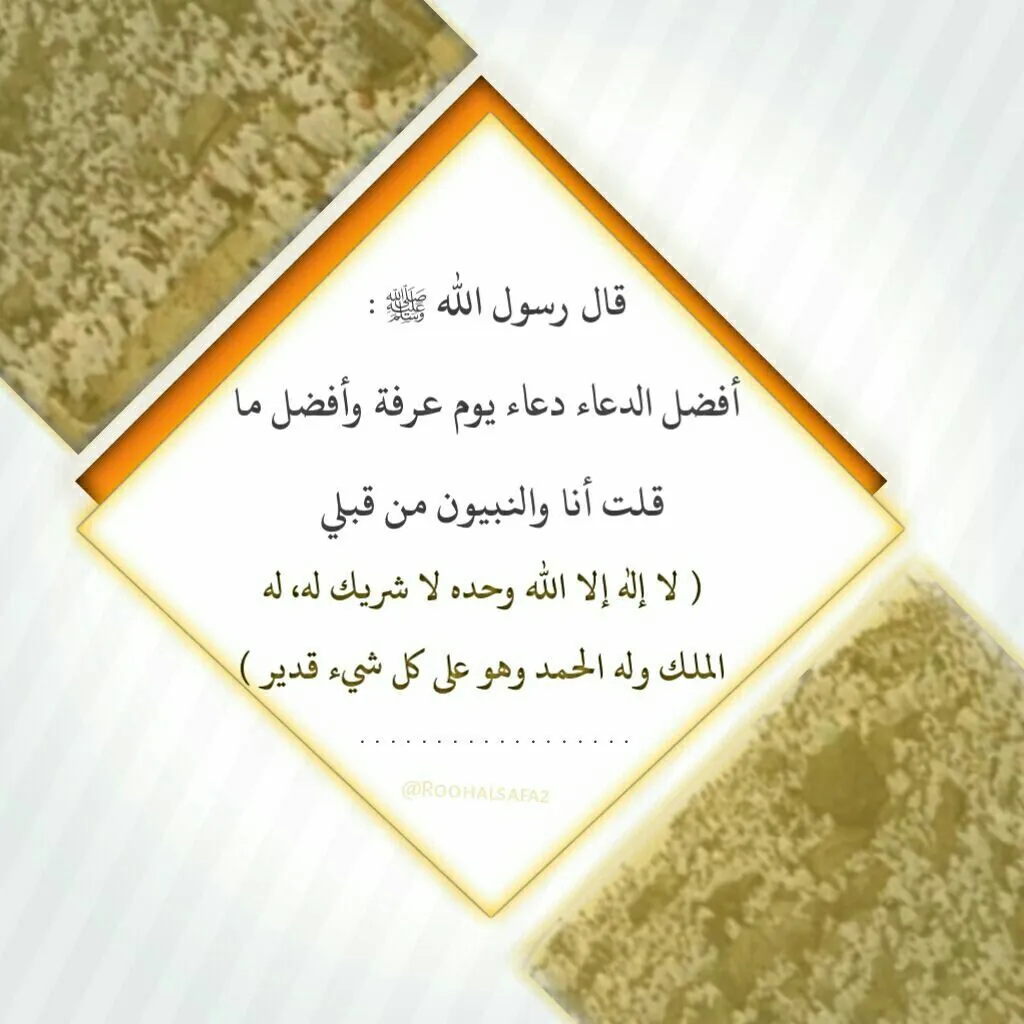 قال رسول الله ﷺ :
أفضل الدعاء دعاء يوم عرفة وأفضل ما
قلت أنا والنبيون من قبلي
( لا إله إلا الله وحده لا شريك له، له
الملك وله الحمد وهو على كل شيء قدير )
..................
@ROOHALSAFA2